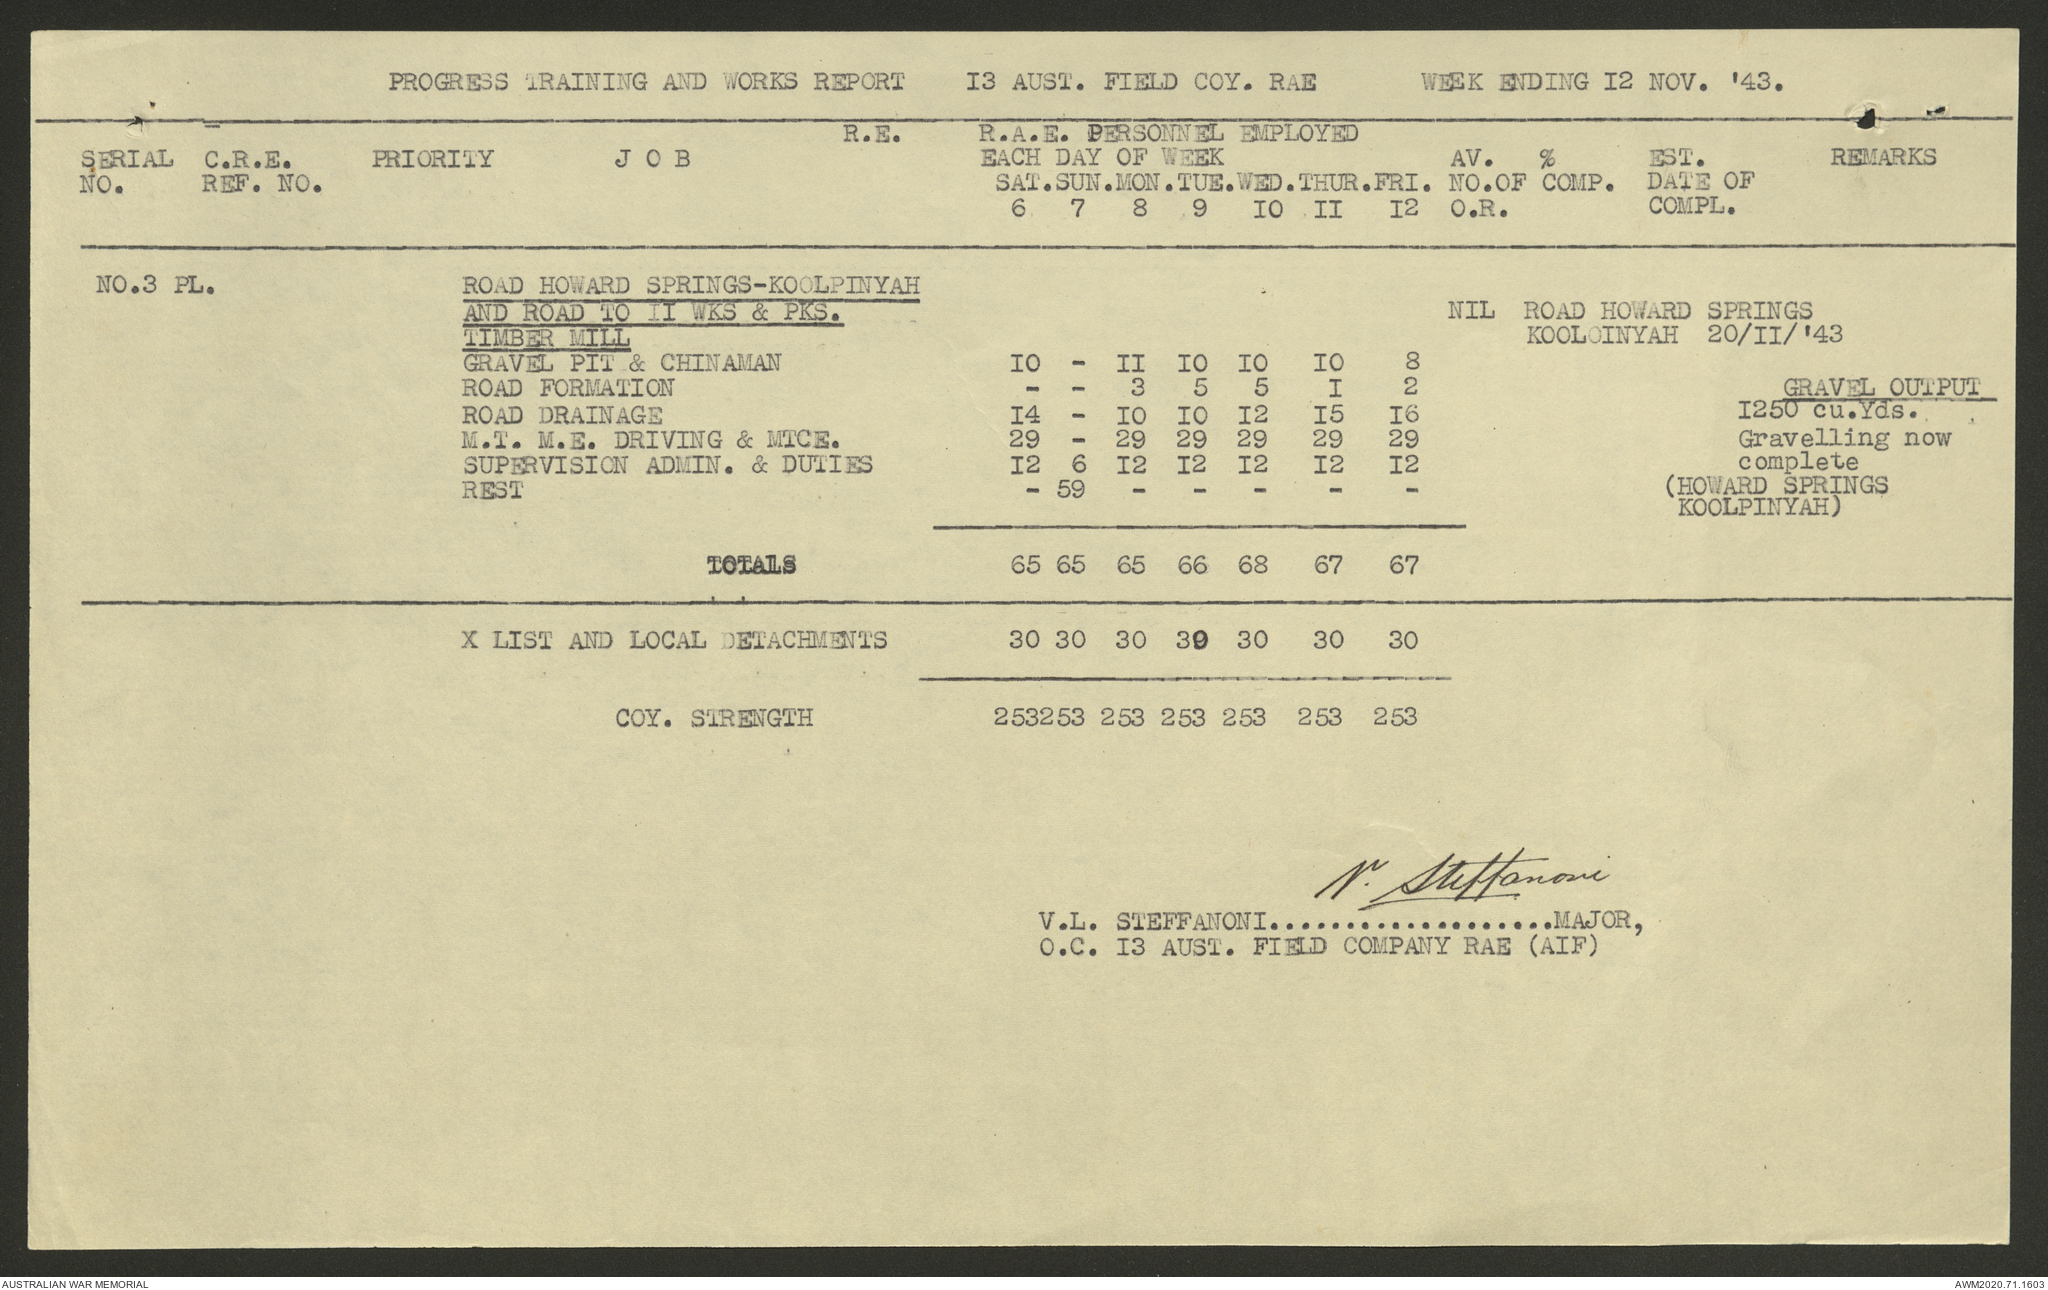 PROGRESS TRAINING AND WORKS REPORT I3 AUST. FIELD COY. RAE WEEK ENDING I2 NOV. '43.
R.E. R.A.E. PERSONNEL EMPLOYED
SERIAL C.R.E. PRIORITY J O B EACH DAY OF WEEK AV. % EST. REMARKS
NO. REF. NO. SAT. SUN. MON. TUE. WED. THUR. FRI. NO.OF COMP. DATE OF
6 7 8 9 IO II I2 O.R. COMPL.
NO.3 PL. ROAD HOWARD SPRINGS-KOOLPINYAH
AND ROAD TO II WKS & PKS. NIL ROAD HOWARD SPRINGS
TIMBER MILL KOOLOINYAH 20/II/'43
GRAVEL PIT & CHINAMAN IO - II IO IO IO 8
ROAD FORMATION - - 3 5 5 I 2 GRAVEL OUTPUT
ROAD DRAINAGE I4 - IO IO I2 I5 I6 I250 cu.Yds.
M.T. M.E. DRIVING & MTCE. 29 - 29 29 29 29 29 Gravelling now
SUPERVISION ADMIN. & DUTIES I2 6 I2 I2 I2 I2 I2 complete
REST - 59 - - - - - (HOWARD SPRINGS
KOOLPINYAH)
TOTALS 65 65 65 66 68 67 67
X LIST AND LOCAL DETACHMENTS 30 30 30 30 30 30 30
COY. STRENGTH 253 253 253 253 253 253 253
V. Steffanoni
V.L. STEFFANONI...................MAJOR,
O.C. I3 AUST. FIELD COMPANY RAE (AIF)
AUSTRALIAN WAR MEMORIAL AWM2020.71.1603